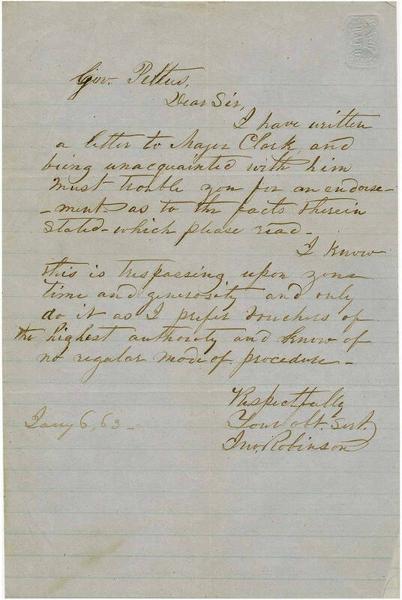 Gov. Pettus,
Dear Sir,
I have written
a letter to Major Clark, and
being unacquainted with him
must trouble you for an endorse-
-ment as to the facts therein
stated - which please read -
I know
this is trespassing upon your
time and generosity and only
do it as I prefer vouchers of
the highest authority and know of
no regular mode of procedure -
Respectfully
Your obt. Servt.
Jno. Robinson
Jany 6, 63 -